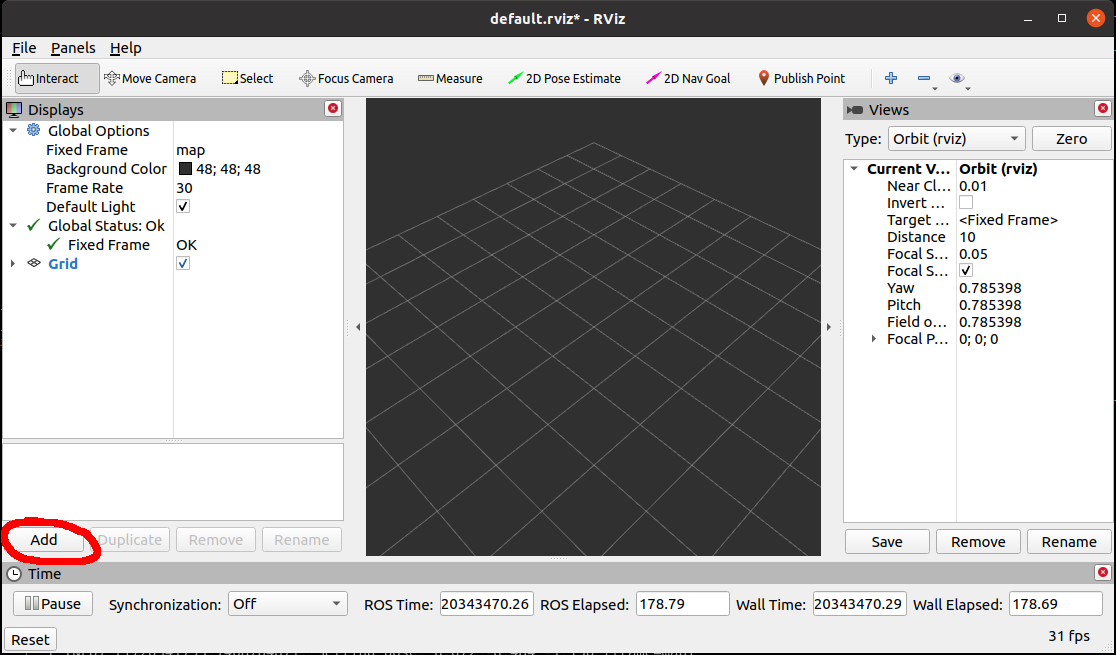 default.rviz* - RViz
File Panels Help
Interact Move Camera Select Focus Camera Measure 2D Pose Estimate 2D Nav Goal Publish Point
Displays
Global Options
Fixed Frame map
Background Color 48; 48; 48
Frame Rate 30
Default Light
Global Status: Ok
Fixed Frame OK
Grid
Add Duplicate Remove Rename
Views
Type: Orbit (rviz) Zero
Current V... Orbit (rviz)
Near Cl... 0.01
Invert ...
Target ... <Fixed Frame>
Distance 10
Focal S... 0.05
Focal S...
Yaw 0.785398
Pitch 0.785398
Field o... 0.785398
Focal P... 0; 0; 0
Save Remove Rename
Time
Pause Synchronization: Off ROS Time: 20343470.26 ROS Elapsed: 178.79 Wall Time: 20343470.29 Wall Elapsed: 178.69
Reset 31 fps